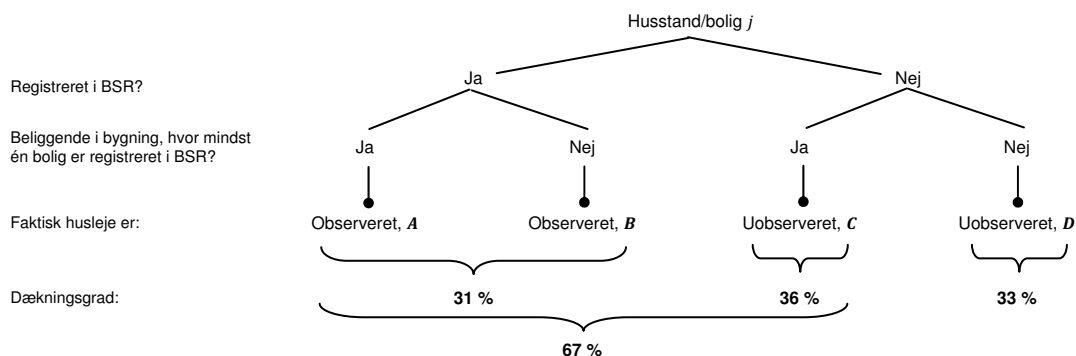 Husstand/bolig j
Registreret i BSR?
Ja
Nej
Beliggende i bygning, hvor mindst
én bolig er registreret i BSR?
Ja
Nej
Ja
Nej
Faktisk husleje er:
Observeret, A
Observeret, B
Uobserveret, C
Uobserveret, D
Dækningsgrad:
31 %
36 %
33 %
67 %